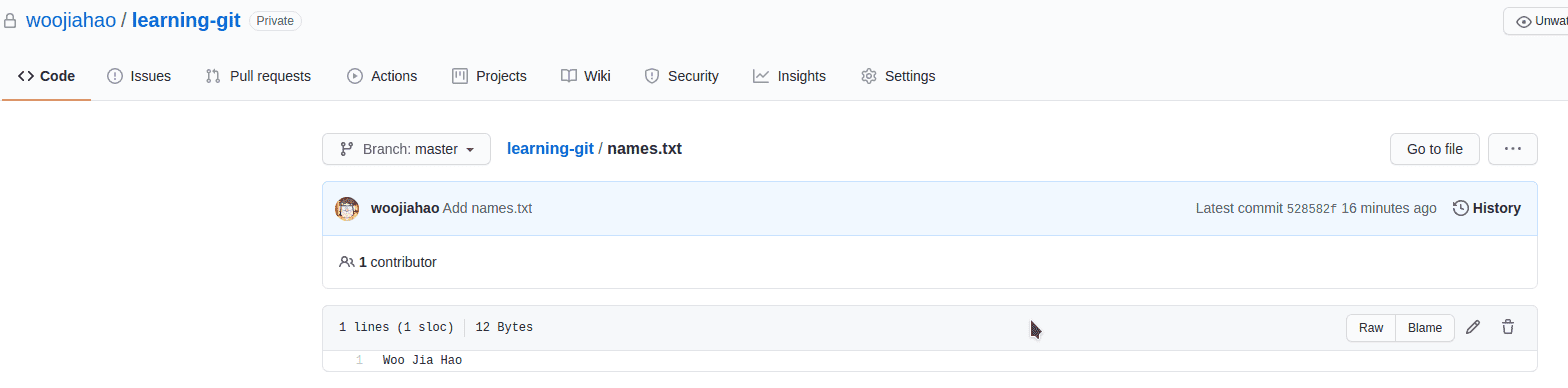 woojiahao / learning-git Private
Unwat
Code Issues Pull requests Actions Projects Wiki Security Insights Settings
Branch: master learning-git / names.txt Go to file ...
woojiahao Add names.txt Latest commit 528582f 16 minutes ago History
1 contributor
1 lines (1 sloc) 12 Bytes Raw Blame
1 Woo Jia Hao